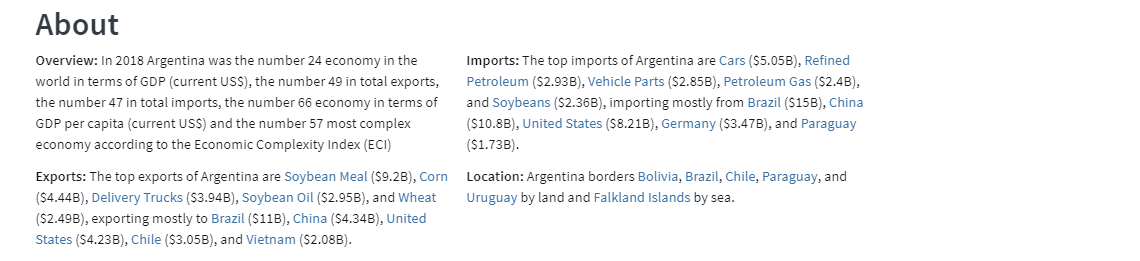 About
Overview: In 2018 Argentina was the number 24 economy in the
world in terms of GDP (current US$), the number 49 in total exports,
the number 47 in total imports, the number 66 economy in terms of
GDP per capita (current US$) and the number 57 most complex
economy according to the Economic Complexity Index (ECI)
Exports: The top exports of Argentina are Soybean Meal ($9.2B), Corn
($4.44B), Delivery Trucks ($3.94B), Soybean Oil ($2.95B), and Wheat
($2.49B), exporting mostly to Brazil ($11B), China ($4.34B), United
States ($4.23B), Chile ($3.05B), and Vietnam ($2.08B).
Imports: The top imports of Argentina are Cars ($5.05B), Refined
Petroleum ($2.93B), Vehicle Parts ($2.85B), Petroleum Gas ($2.4B),
and Soybeans ($2.36B), importing mostly from Brazil ($15B), China
($10.8B), United States ($8.21B), Germany ($3.47B), and Paraguay
($1.73B).
Location: Argentina borders Bolivia, Brazil, Chile, Paraguay, and
Uruguay by land and Falkland Islands by sea.